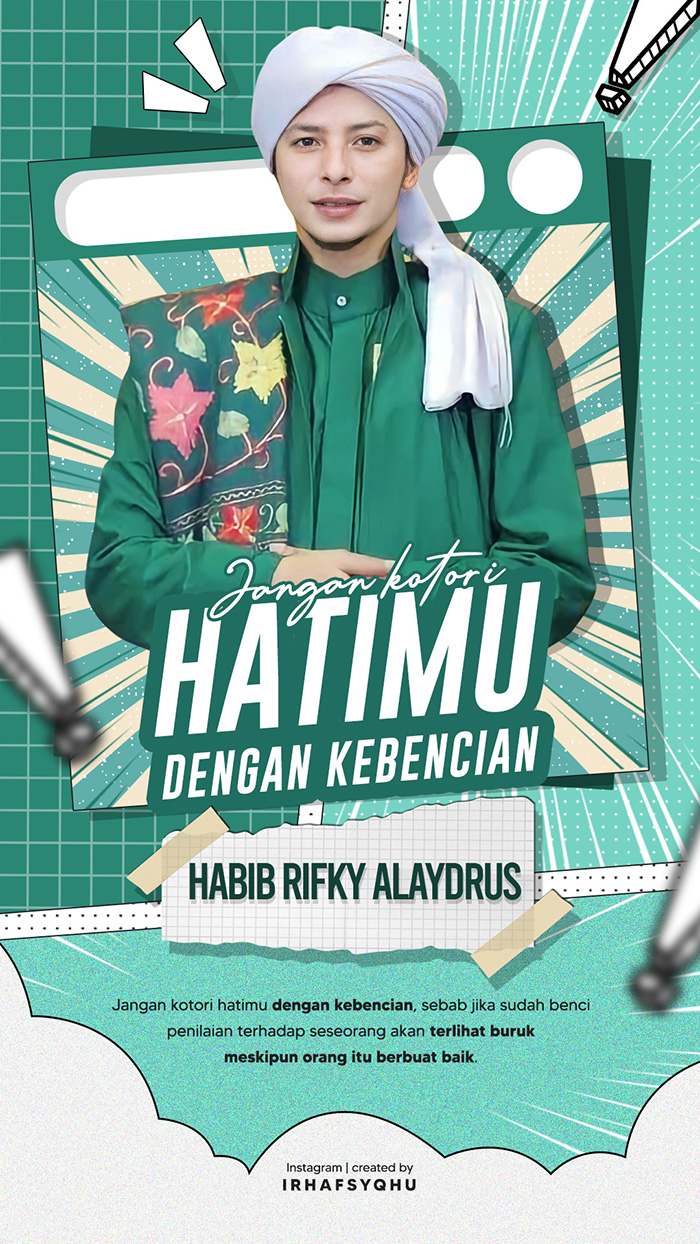 Jangan kotori
HATIMU
DENGAN KEBENCIAN
HABIB RIFKY ALAYDRUS
Jangan kotori hatimu dengan kebencian, sebab jika sudah benci
penilaian terhadap seseorang akan terlihat buruk
meskipun orang itu berbuat baik.
Instagram | created by
IRHAFSYQHU